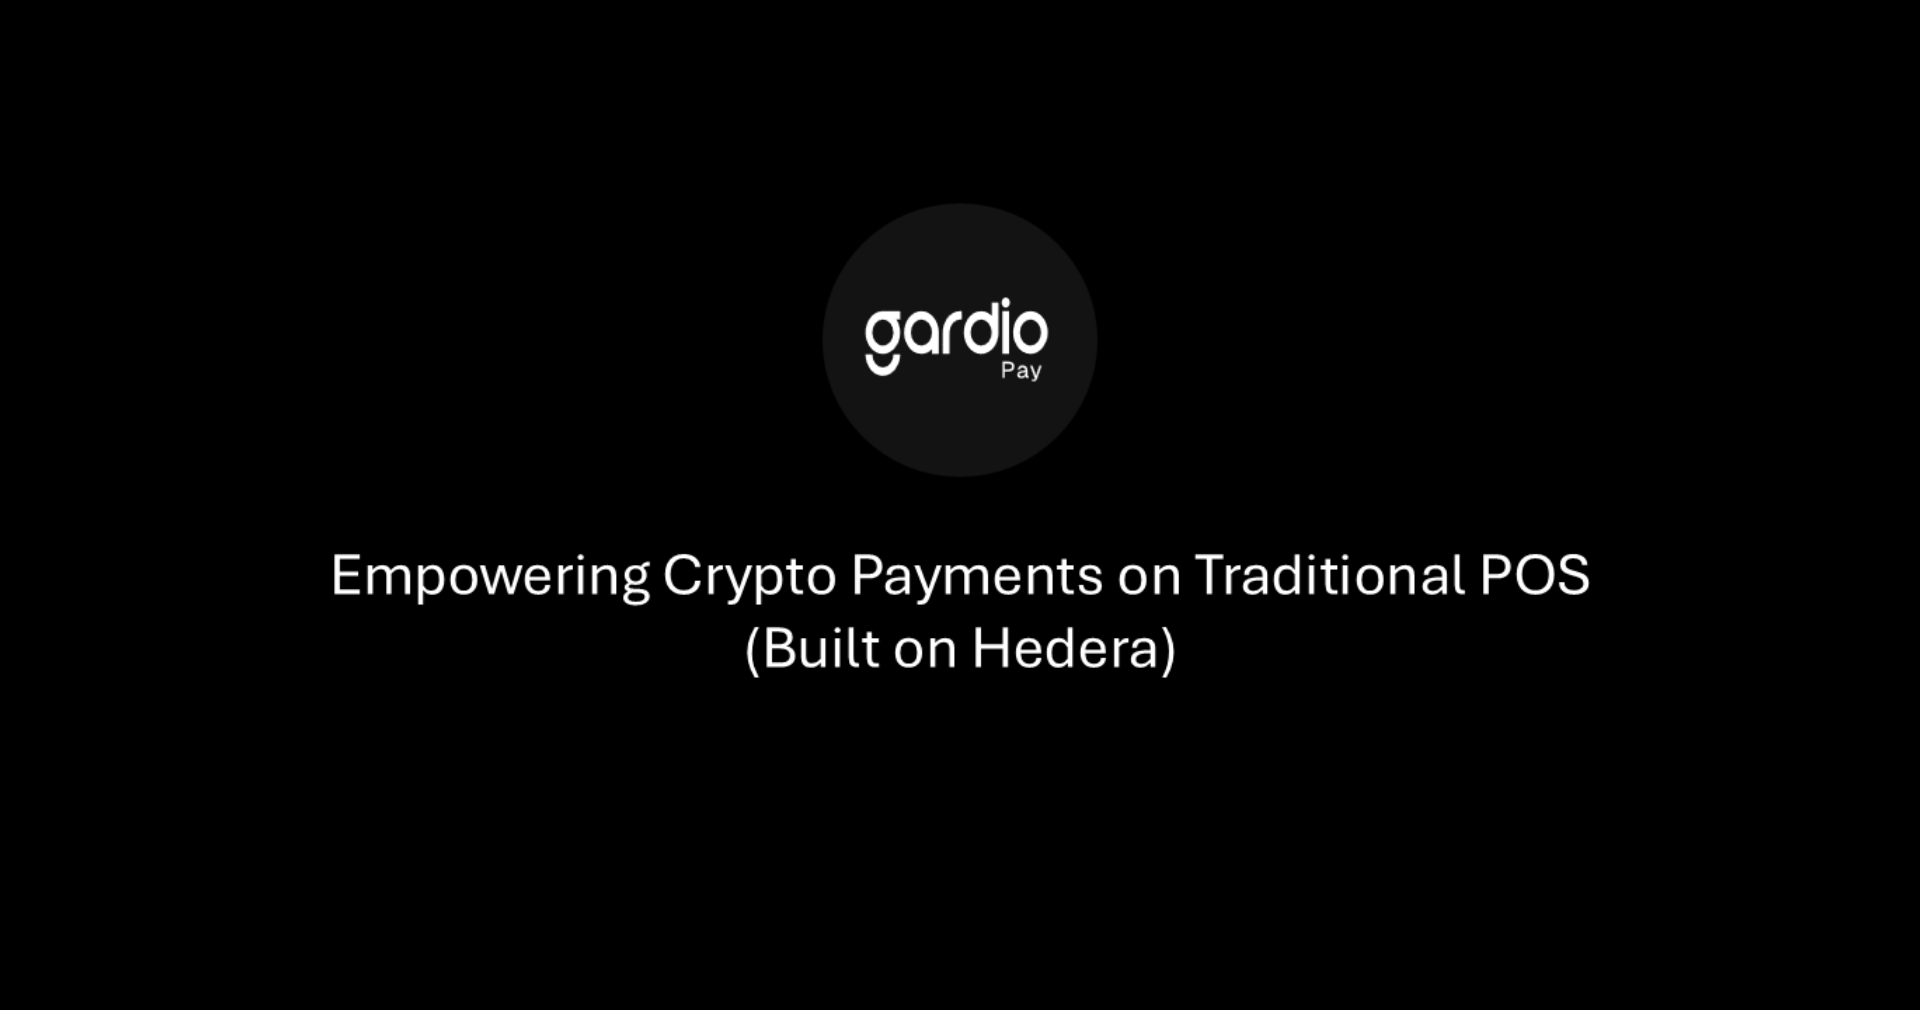 gardio
Pay
Empowering Crypto Payments on Traditional POS
(Built on Hedera)